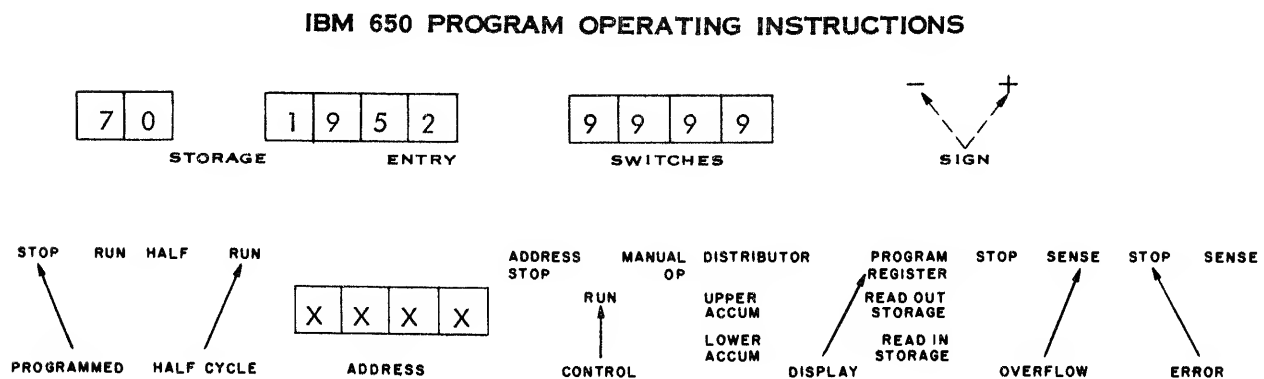 IBM 650 PROGRAM OPERATING INSTRUCTIONS
7 0 1 9 5 2 9 9 9 9 - +
STORAGE ENTRY SWITCHES SIGN
STOP RUN HALF RUN ADDRESS STOP MANUAL OP DISTRIBUTOR PROGRAM REGISTER STOP SENSE STOP SENSE
X X X X RUN UPPER ACCUM READ OUT STORAGE
LOWER ACCUM READ IN STORAGE
PROGRAMMED HALF CYCLE ADDRESS CONTROL DISPLAY OVERFLOW ERROR